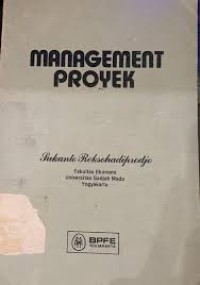 MANAGEMENT
PROYEK
Sukanto Reksohadiprodjo
Fakultas Ekonomi
Universitas Gadjah Mada
Yogyakarta
BPFE
YOGYAKARTA